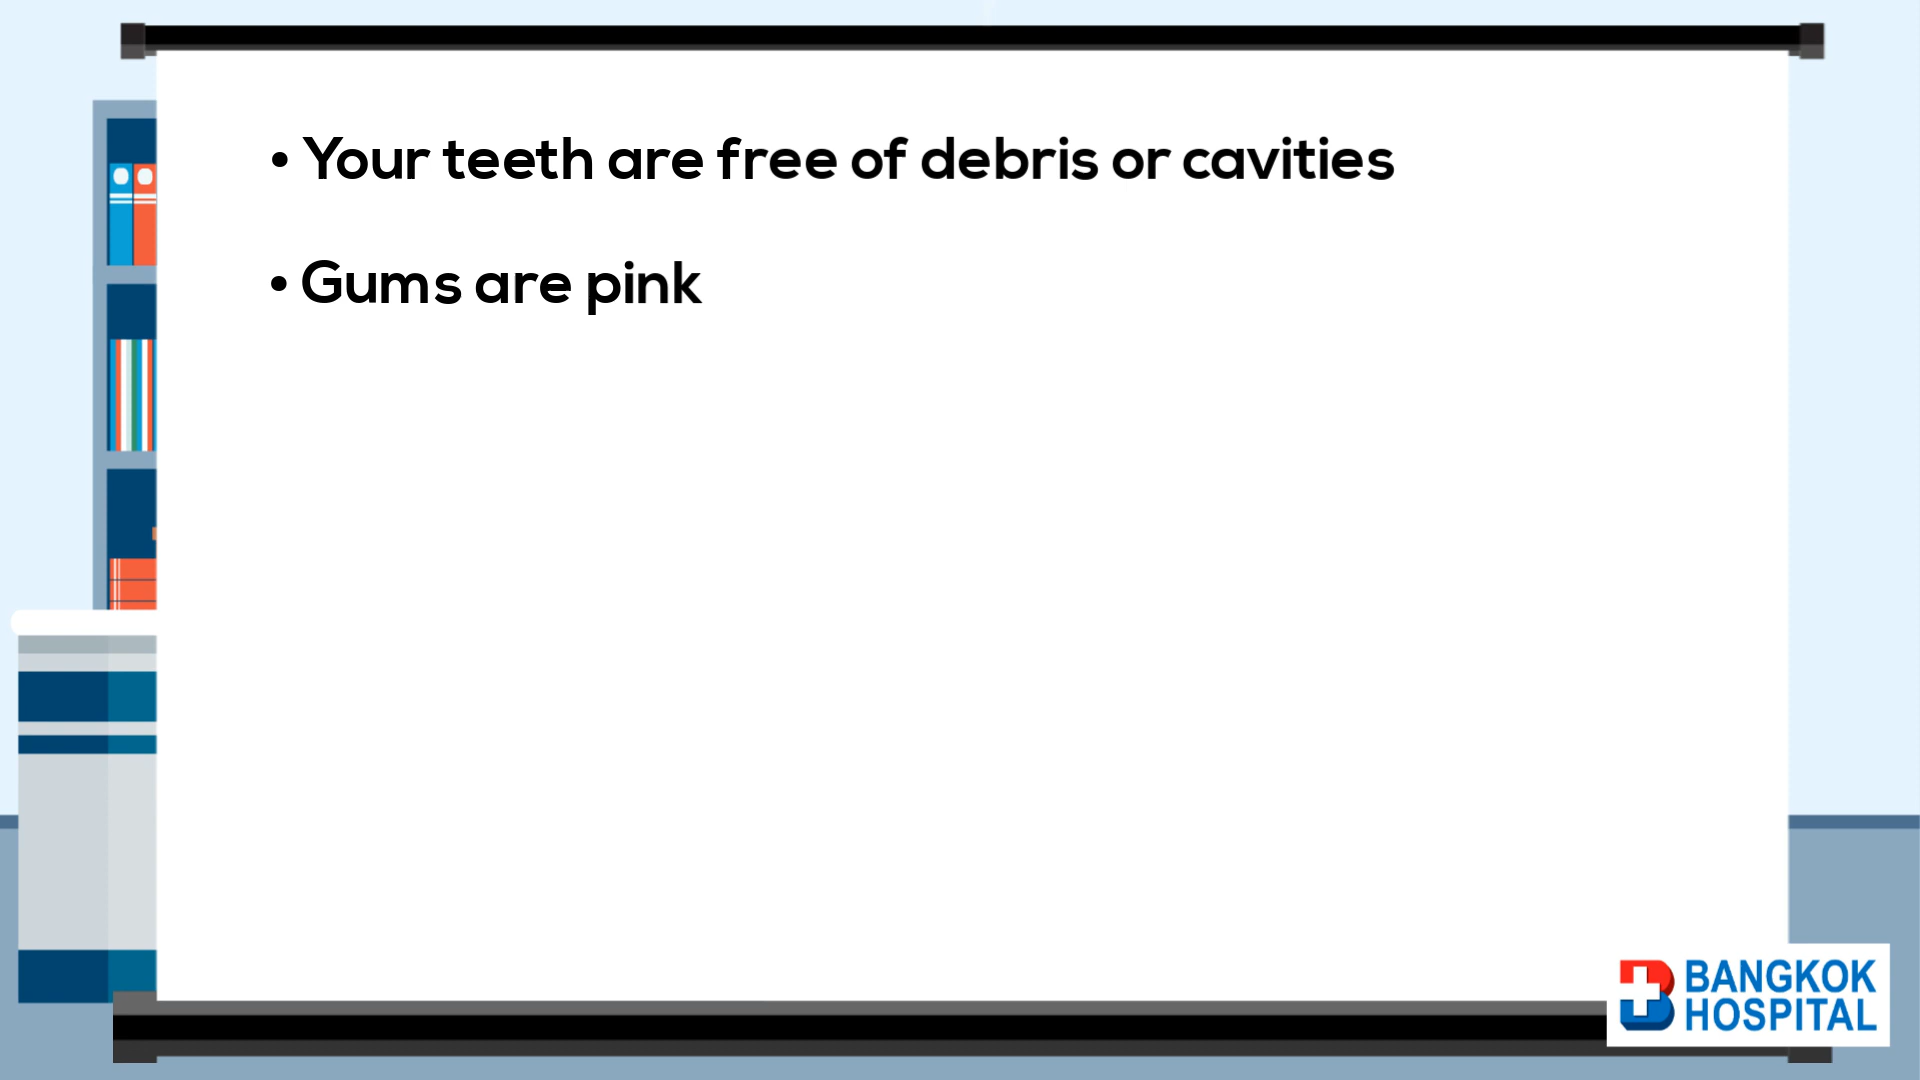 • Your teeth are free of debris or cavities
• Gums are pink
BANGKOK
HOSPITAL